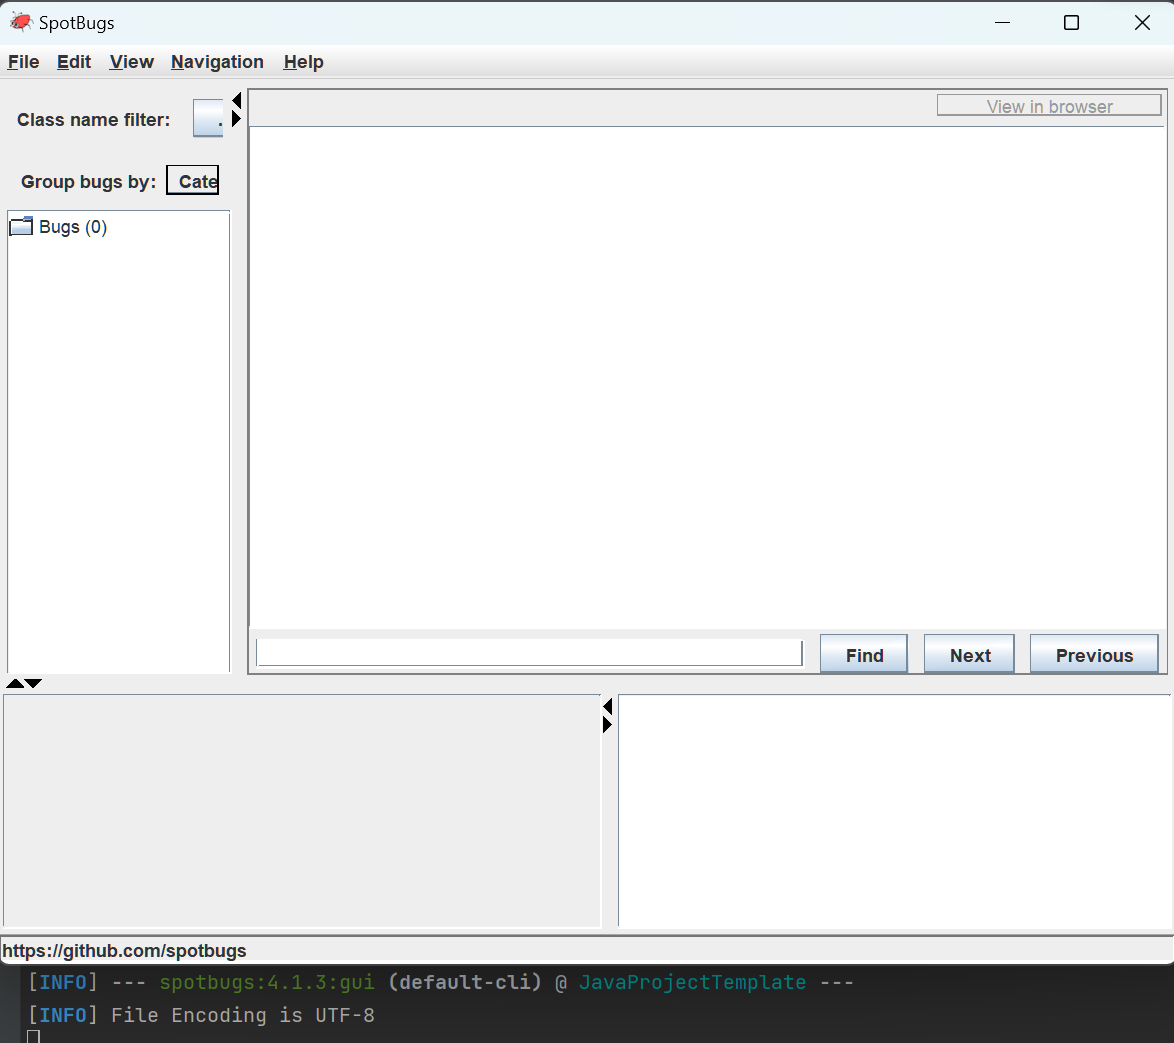 SpotBugs
File Edit View Navigation Help
Class name filter: .
View in browser
Group bugs by: Cate
Bugs (0)
Find Next Previous
https://github.com/spotbugs
[INFO] --- spotbugs:4.1.3:gui (default-cli) @ JavaProjectTemplate ---
[INFO] File Encoding is UTF-8